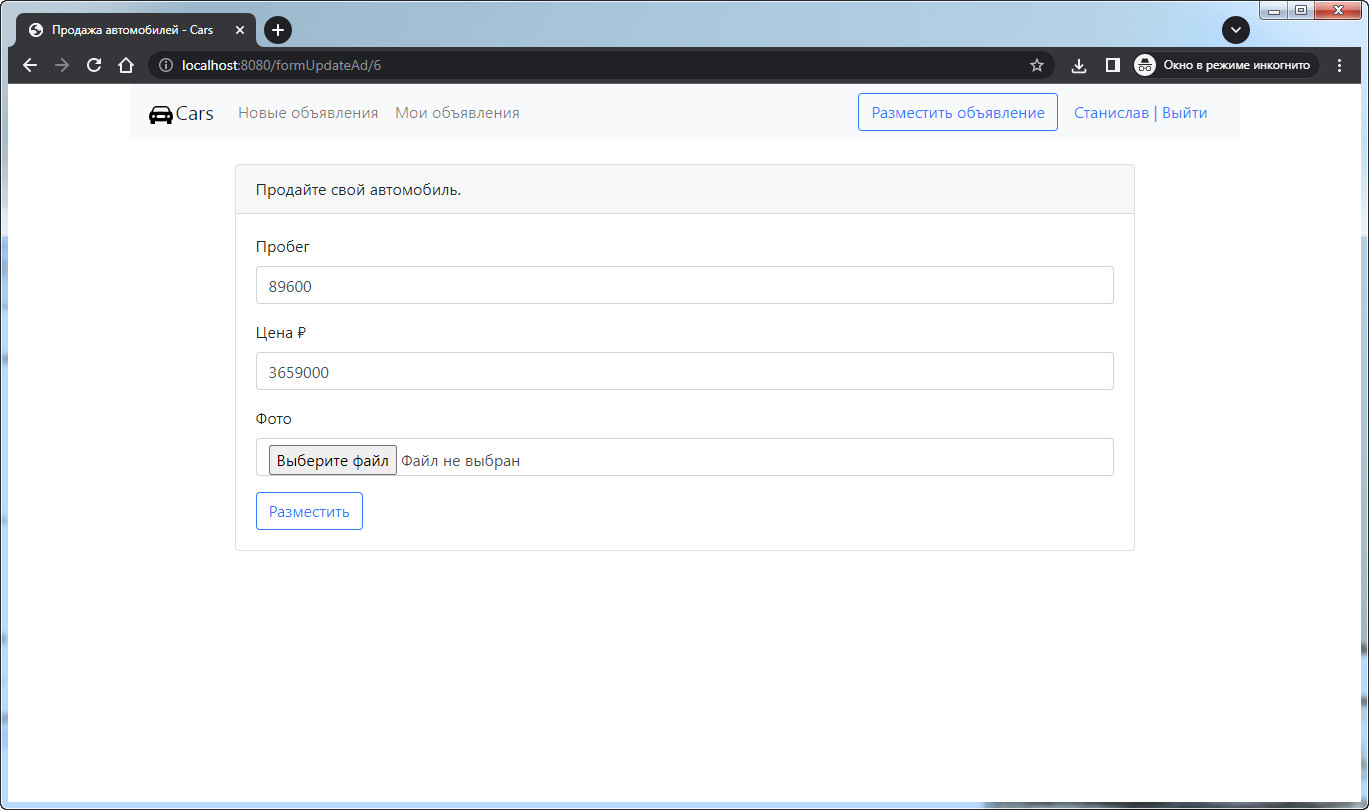 Продажа автомобилей - Cars
localhost:8080/formUpdateAd/6
Окно в режиме инкогнито
Cars Новые объявления Мои объявления Разместить объявление Станислав | Выйти
Продайте свой автомобиль.
Пробег
89600
Цена ₽
3659000
Фото
Выберите файл Файл не выбран
Разместить